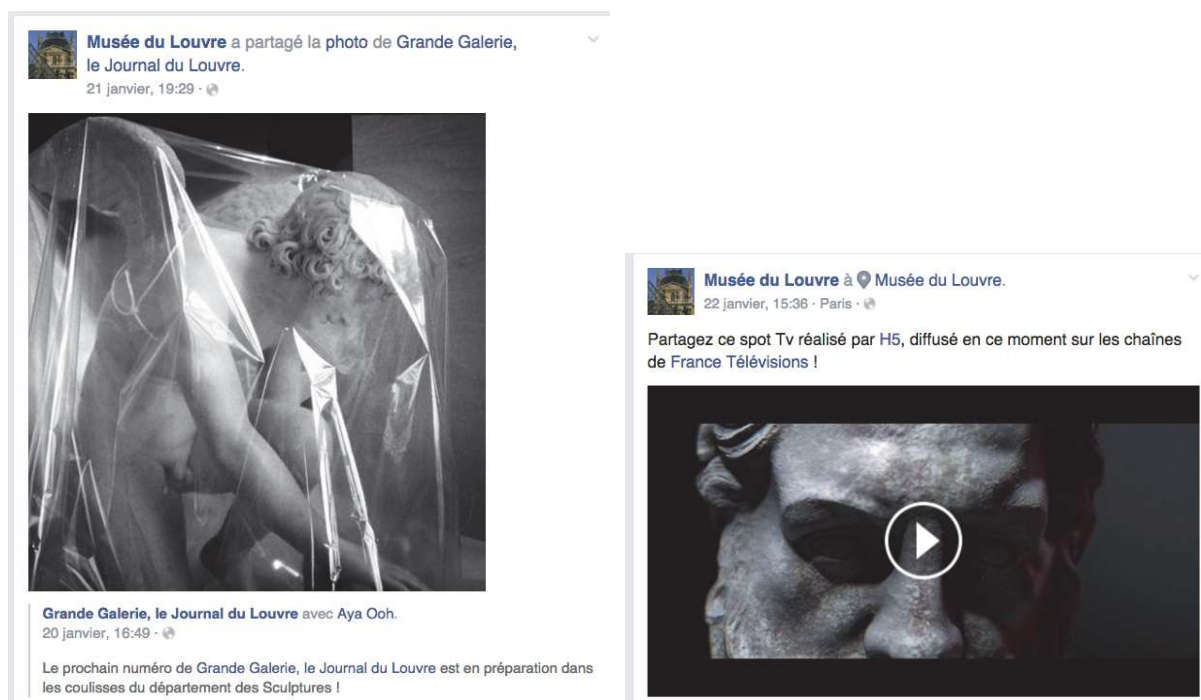 Musée du Louvre a partagé la photo de Grande Galerie,
le Journal du Louvre.
21 janvier, 19:29 ·
Grande Galerie, le Journal du Louvre avec Aya Ooh.
20 janvier, 16:49 ·
Le prochain numéro de Grande Galerie, le Journal du Louvre est en préparation dans
les coulisses du département des Sculptures !
Musée du Louvre à Musée du Louvre.
22 janvier, 15:36 · Paris ·
Partagez ce spot Tv réalisé par H5, diffusé en ce moment sur les chaînes
de France Télévisions !